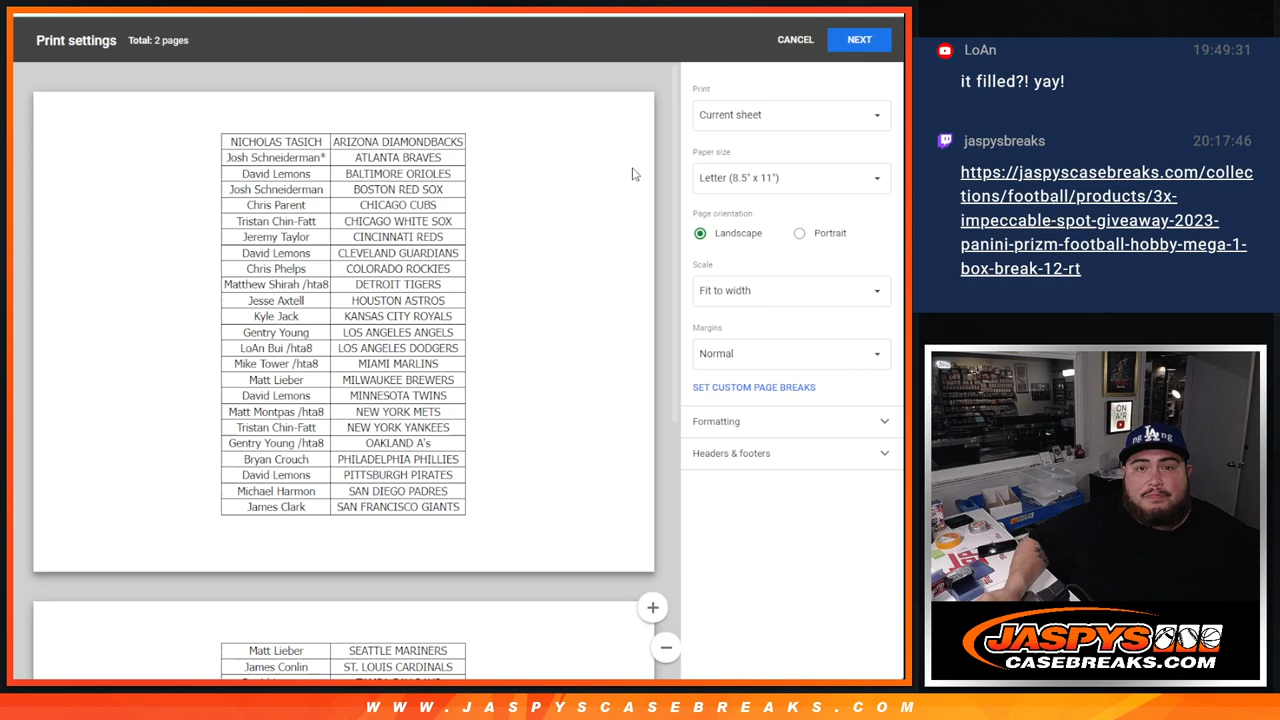 Print settings Total: 2 pages CANCEL NEXT
NICHOLAS TASICH ARIZONA DIAMONDBACKS
Josh Schneiderman* ATLANTA BRAVES
David Lemons BALTIMORE ORIOLES
Josh Schneiderman BOSTON RED SOX
Chris Parent CHICAGO CUBS
Tristan Chin-Fatt CHICAGO WHITE SOX
Jeremy Taylor CINCINNATI REDS
David Lemons CLEVELAND GUARDIANS
Chris Phelps COLORADO ROCKIES
Matthew Shirah /hta8 DETROIT TIGERS
Jesse Axtell HOUSTON ASTROS
Kyle Jack KANSAS CITY ROYALS
Gentry Young LOS ANGELES ANGELS
LoAn Bui /hta8 LOS ANGELES DODGERS
Mike Tower /hta8 MIAMI MARLINS
Matt Lieber MILWAUKEE BREWERS
David Lemons MINNESOTA TWINS
Matt Montpas /hta8 NEW YORK METS
Tristan Chin-Fatt NEW YORK YANKEES
Gentry Young /hta8 OAKLAND A's
Bryan Crouch PHILADELPHIA PHILLIES
David Lemons PITTSBURGH PIRATES
Michael Harmon SAN DIEGO PADRES
James Clark SAN FRANCISCO GIANTS
Matt Lieber SEATTLE MARINERS
James Conlin ST. LOUIS CARDINALS
Print
Current sheet
Paper size
Letter (8.5" x 11")
Page orientation
Landscape Portrait
Scale
Fit to width
Margins
Normal
SET CUSTOM PAGE BREAKS
Formatting
Headers & footers
LoAn 19:49:31
it filled?! yay!
jaspysbreaks 20:17:46
https://jaspyscasebreaks.com/collec
tions/football/products/3x-
impeccable-spot-giveaway-2023-
panini-prizm-football-hobby-mega-1-
box-break-12-rt
ON
AIR
LA
JASPYS
CASEBREAKS.COM
WWW.JASPYSCASEBREAKS.COM